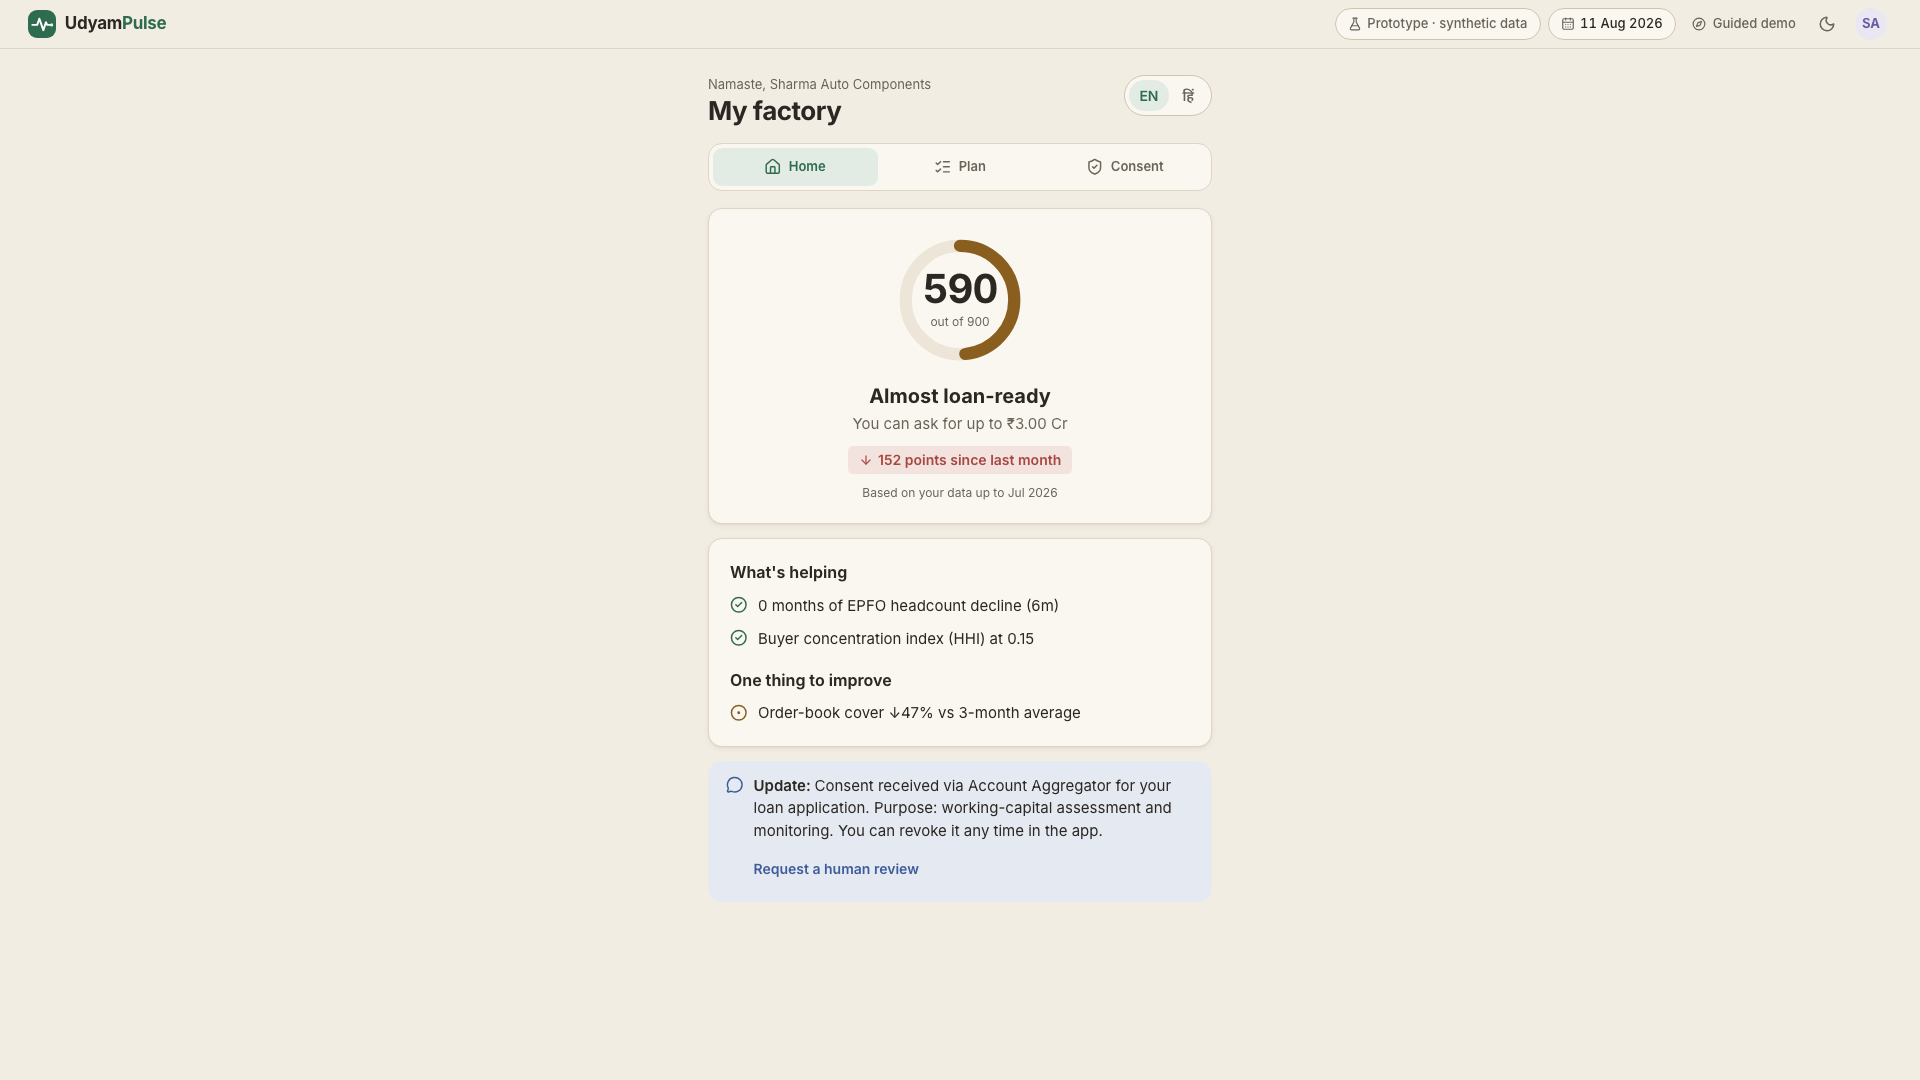 UdyamPulse
Prototype · synthetic data
11 Aug 2026
Guided demo
SA
Namaste, Sharma Auto Components
My factory
EN
हिं
Home
Plan
Consent
590
out of 900
Almost loan-ready
You can ask for up to ₹3.00 Cr
↓ 152 points since last month
Based on your data up to Jul 2026
What's helping
0 months of EPFO headcount decline (6m)
Buyer concentration index (HHI) at 0.15
One thing to improve
Order-book cover ↓47% vs 3-month average
Update: Consent received via Account Aggregator for your
loan application. Purpose: working-capital assessment and
monitoring. You can revoke it any time in the app.
Request a human review